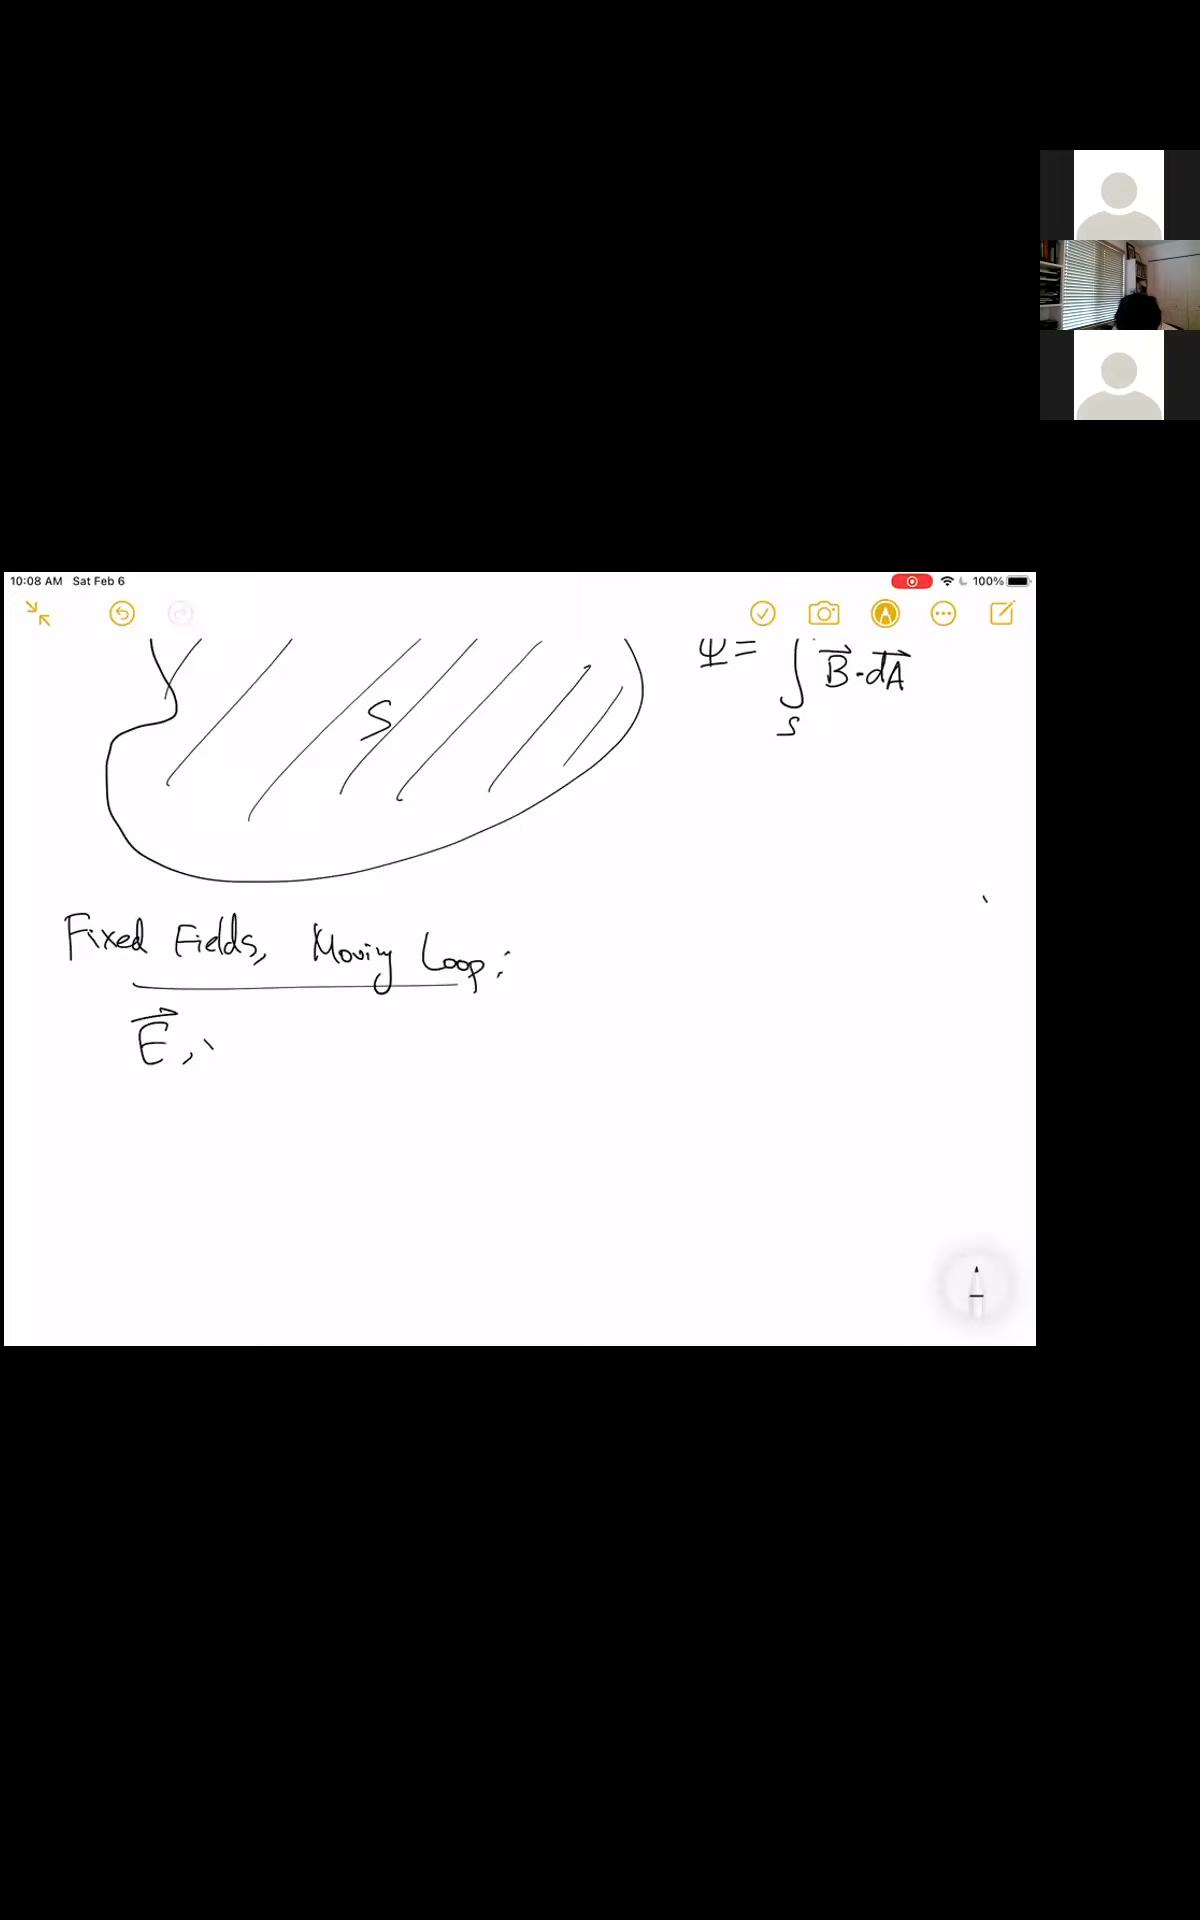 10:08 AM Sat Feb 6
100%
Ψ = ∫
S
B⃗ · dA⃗
S
Fixed Fields, Moving Loop:
E⃗ ,